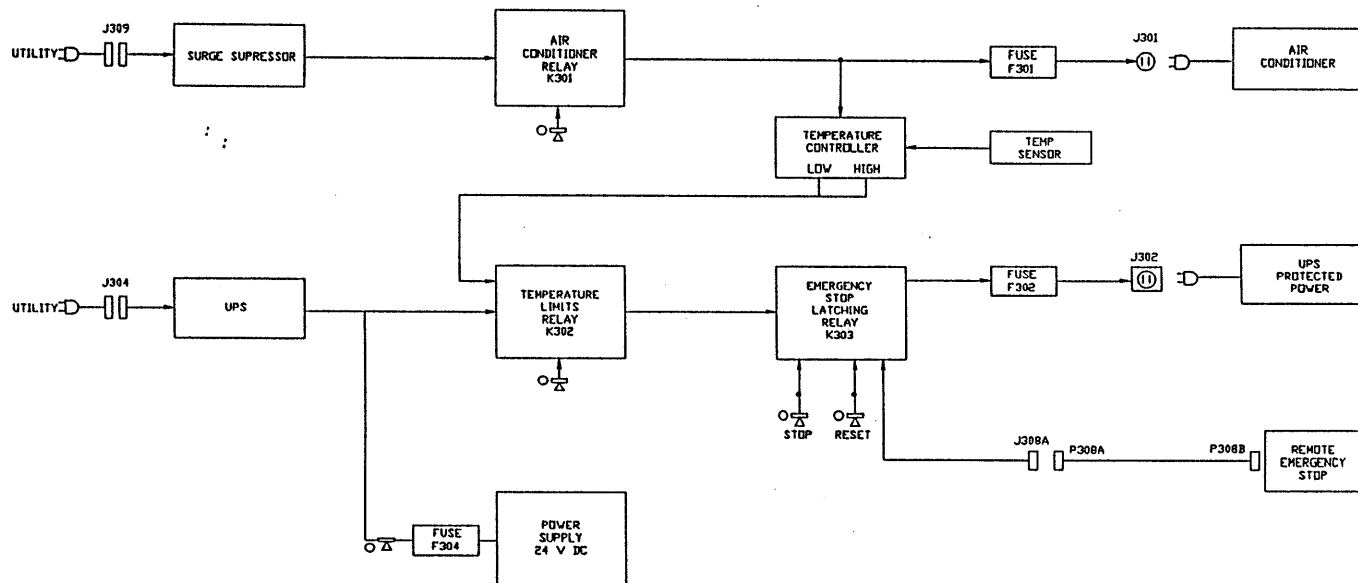 J309
UTILITY
SURGE SUPRESSOR
AIR
CONDITIONER
RELAY
K301
FUSE
F301
J301
AIR
CONDITIONER
TEMPERATURE
CONTROLLER
LOW HIGH
TEMP
SENSOR
J304
UTILITY
UPS
TEMPERATURE
LIMITS
RELAY
K302
EMERGENCY
STOP
LATCHING
RELAY
K303
FUSE
F302
J302
UPS
PROTECTED
POWER
STOP
RESET
J308A
P308A
P308B
REMOTE
EMERGENCY
STOP
FUSE
F304
POWER
SUPPLY
24 V DC